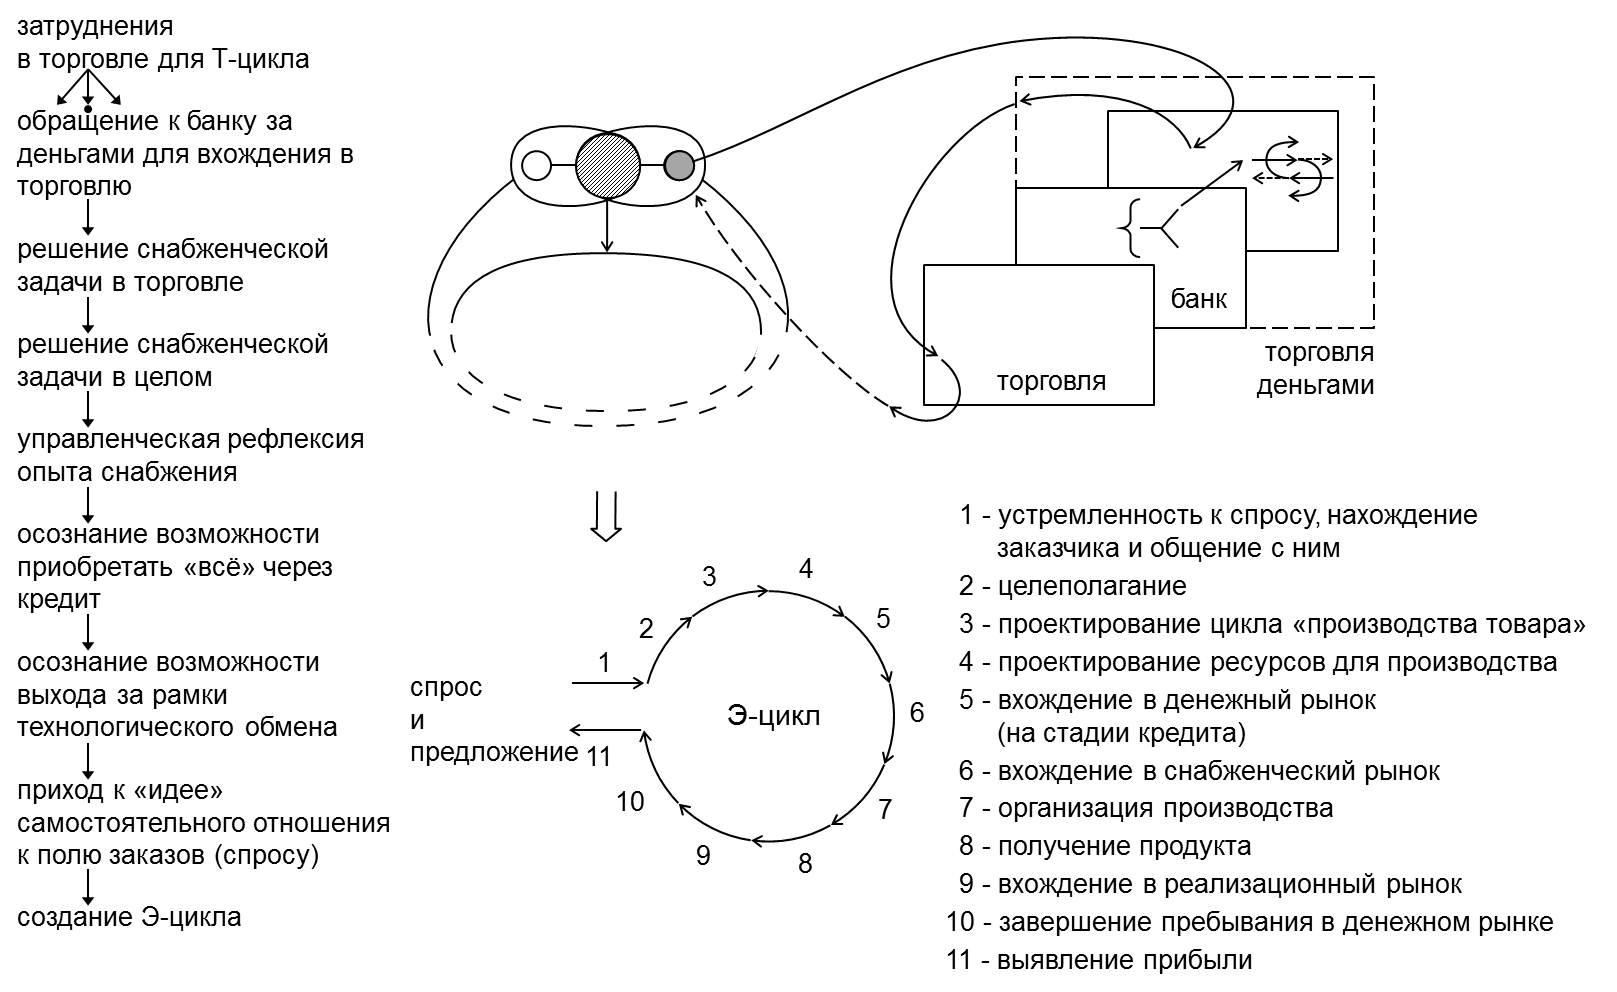 затруднения
в торговле для Т-цикла
обращение к банку за
деньгами для вхождения в
торговлю
решение снабженческой
задачи в торговле
решение снабженческой
задачи в целом
управленческая рефлексия
опыта снабжения
осознание возможности
приобретать «всё» через
кредит
осознание возможности
выхода за рамки
технологического обмена
приход к «идее»
самостоятельного отношения
к полю заказов (спросу)
создание Э-цикла
банк
торговля
торговля
деньгами
спрос
и
предложение
1
2
3
4
5
6
7
8
9
10
11
Э-цикл
1 - устремленность к спросу, нахождение
заказчика и общение с ним
2 - целеполагание
3 - проектирование цикла «производства товара»
4 - проектирование ресурсов для производства
5 - вхождение в денежный рынок
(на стадии кредита)
6 - вхождение в снабженческий рынок
7 - организация производства
8 - получение продукта
9 - вхождение в реализационный рынок
10 - завершение пребывания в денежном рынке
11 - выявление прибыли